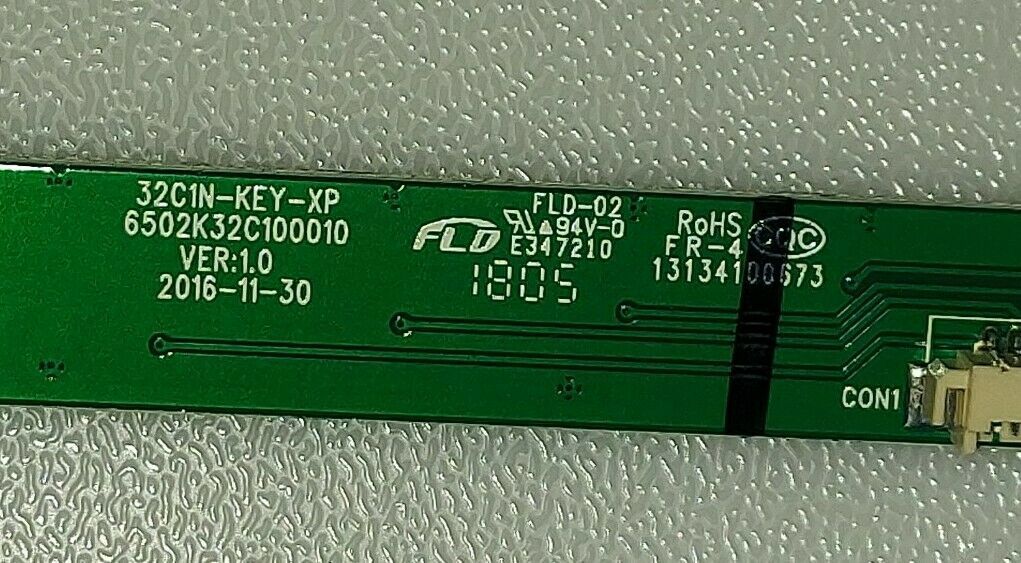 32C1N-KEY-XP
6502K32C100010
VER:1.0
2016-11-30
FLD
FLD-02
94V-0
E347210
1805
RoHS
FR-4
CQC
13134100673
CON1